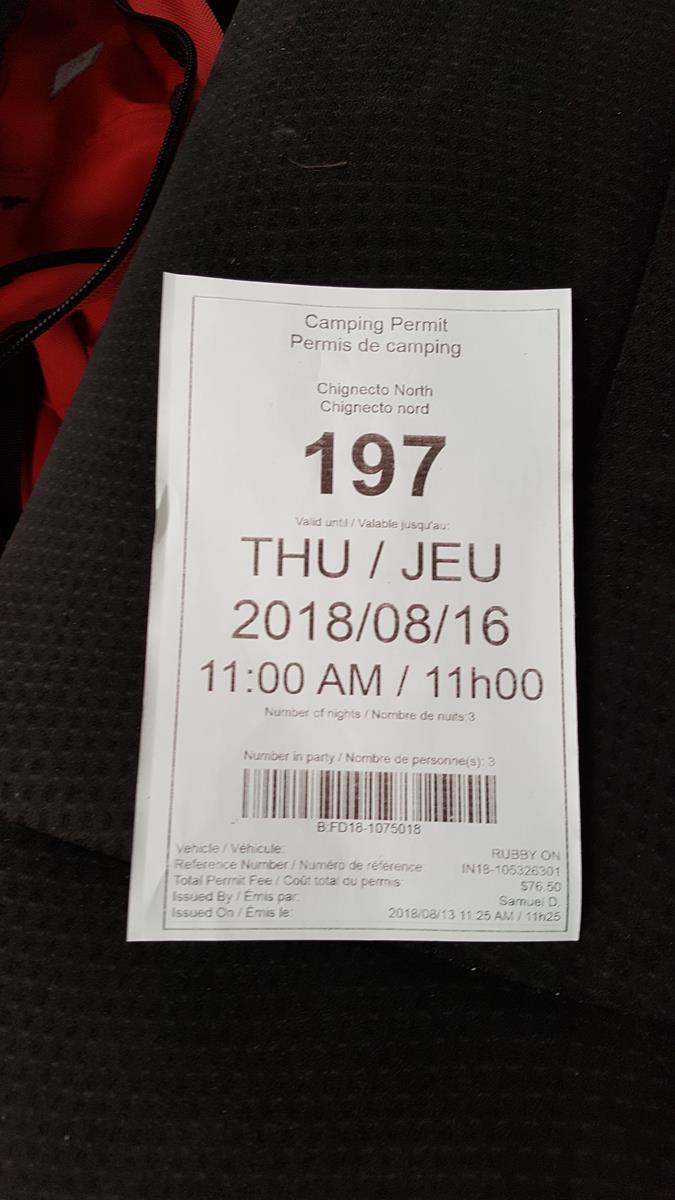 Camping Permit
Permis de camping
Chignecto North
Chignecto nord
197
Valid until / Valable jusqu'au:
THU / JEU
2018/08/16
11:00 AM / 11h00
Number of nights / Nombre de nuits:3
Number in party / Nombre de personne(s): 3
B:FD18-1075018
Vehicle / Véhicule: RUBBY ON
Reference Number / Numéro de référence IN18-105326301
Total Permit Fee / Coût total du permis $76.50
Issued By / Émis par: Samuel D.
Issued On / Émis le: 2018/08/13 11:25 AM / 11h25